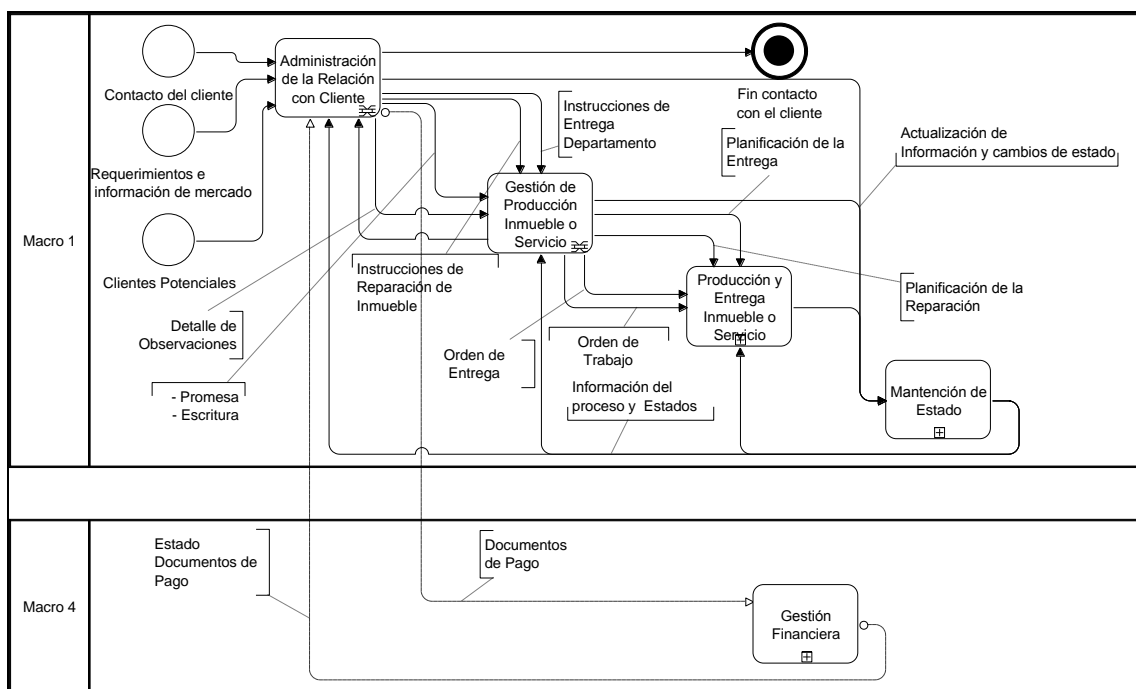 Macro 1
Contacto del cliente
Requerimientos e
información de mercado
Clientes Potenciales
Administración
de la Relación
con Cliente
Fin contacto
con el cliente
Instrucciones de
Entrega
Departamento
Planificación de la
Entrega
Actualización de
Información y cambios de estado
Gestión de
Producción
Inmueble o
Servicio
Instrucciones de
Reparación de
Inmueble
Producción y
Entrega
Inmueble o
Servicio
Planificación de la
Reparación
Detalle de
Observaciones
Orden de
Entrega
Orden de
Trabajo
- Promesa
- Escritura
Información del
proceso y Estados
Mantención de
Estado
Macro 4
Estado
Documentos de
Pago
Documentos
de Pago
Gestión
Financiera